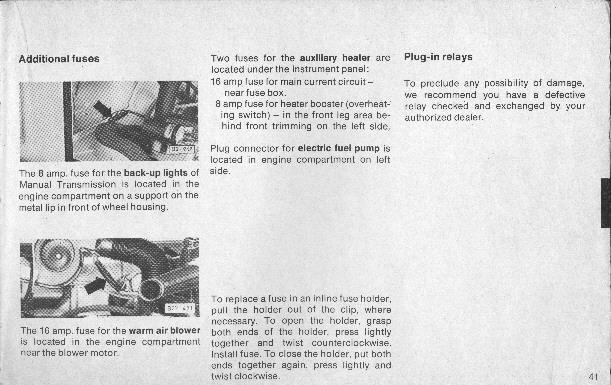 Additional fuses
The 8 amp. fuse for the back-up lights of
Manual Transmission is located in the
engine compartment on a support on the
metal lip in front of wheel housing.
The 16 amp. fuse for the warm air blower
is located in the engine compartment
near the blower motor.
Two fuses for the auxiliary heater are
located under the instrument panel:
16 amp fuse for main current circuit –
near fuse box.
8 amp fuse for heater booster (overheat-
ing switch) – in the front leg area be-
hind front trimming on the left side.
Plug connector for electric fuel pump is
located in engine compartment on left
side.
To replace a fuse in an inline fuse holder,
pull the holder out of the clip, where
necessary. To open the holder, grasp
both ends of the holder, press lightly
together and twist counterclockwise.
Install fuse. To close the holder, put both
ends together again, press lightly and
twist clockwise.
Plug-in relays
To preclude any possibility of damage,
we recommend you have a defective
relay checked and exchanged by your
authorized dealer.
41